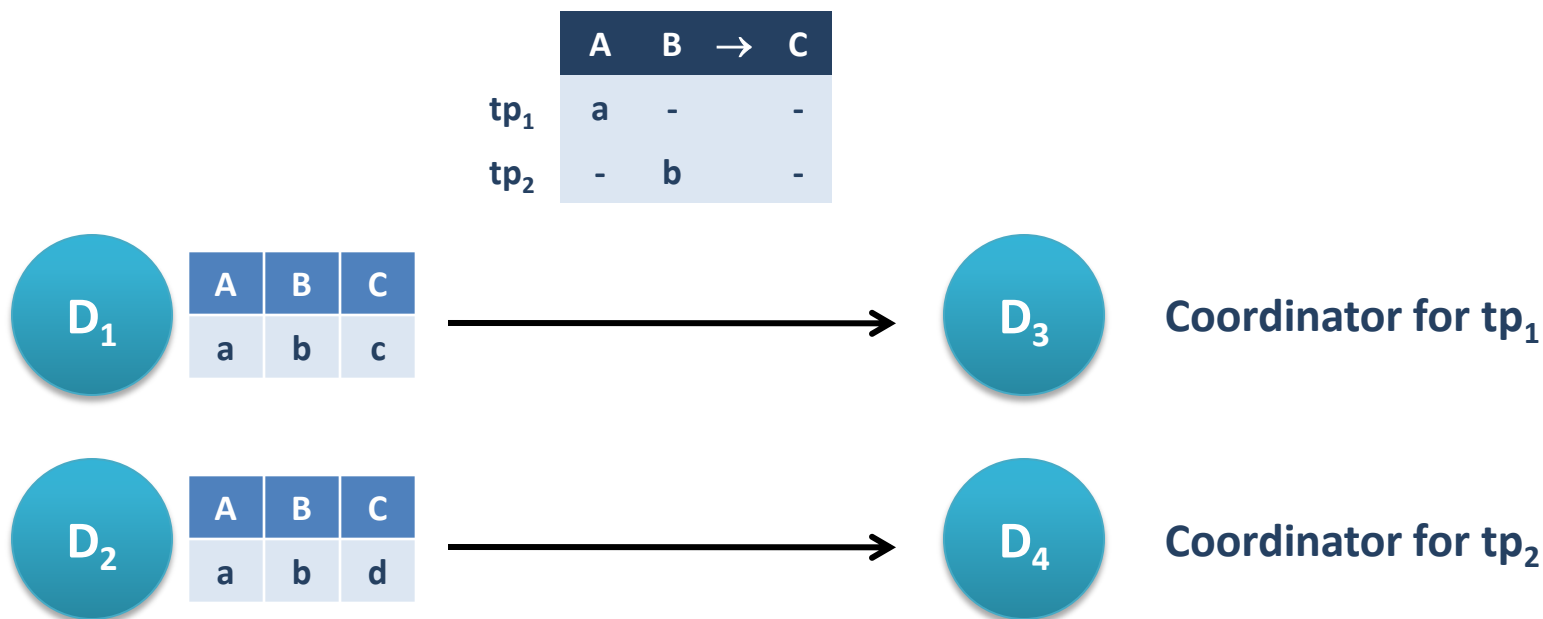 A B → C
tp₁ a - -
tp₂ - b - 
D₁
A B C
a b c
D₃
Coordinator for tp₁
D₂
A B C
a b d
D₄
Coordinator for tp₂